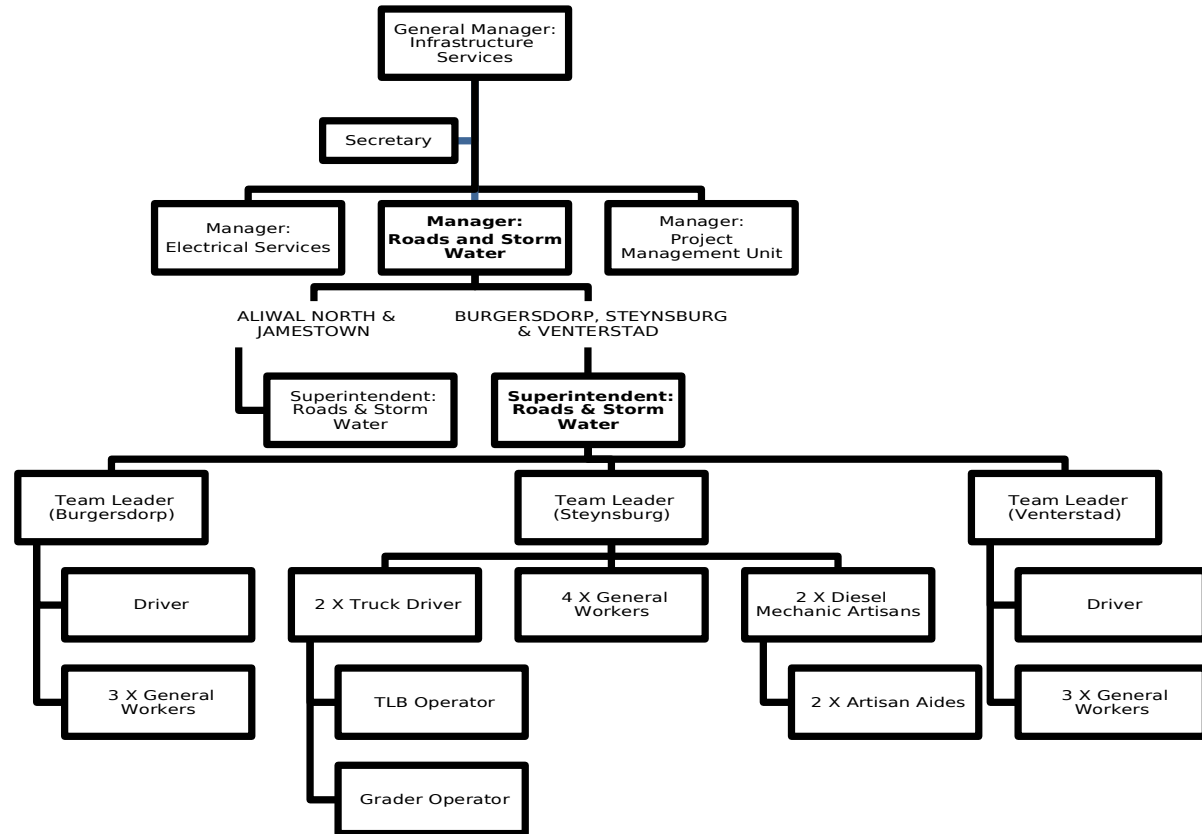 General Manager:
Infrastructure
Services
Secretary
Manager:
Electrical Services
Manager:
Roads and Storm
Water
Manager:
Project
Management Unit
ALIWAL NORTH &
JAMESTOWN
BURGERSDORP, STEYNSBURG
& VENTERSTAD
Superintendent:
Roads & Storm
Water
Superintendent:
Roads & Storm
Water
Team Leader
(Burgersdorp)
Team Leader
(Steynsburg)
Team Leader
(Venterstad)
Driver
2 X Truck Driver
4 X General
Workers
2 X Diesel
Mechanic Artisans
Driver
3 X General
Workers
TLB Operator
2 X Artisan Aides
3 X General
Workers
Grader Operator